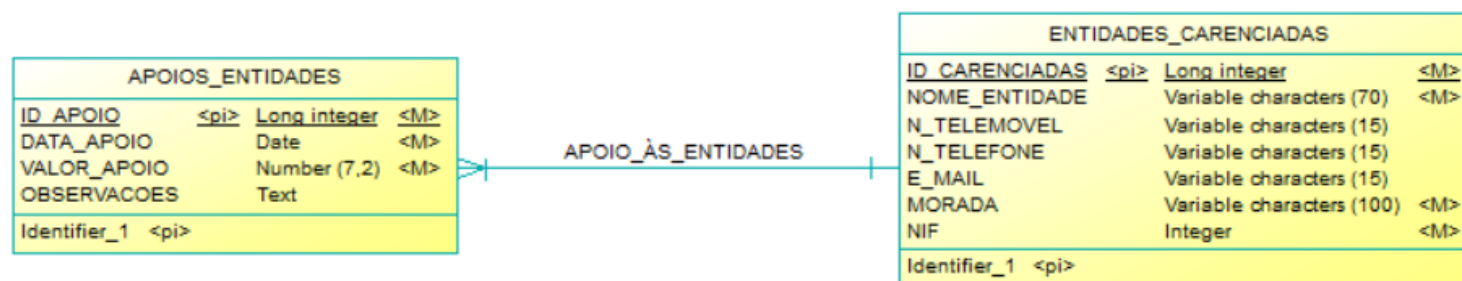 APOIOS_ENTIDADES
ID_APOIO <pi> Long integer <M>
DATA_APOIO Date <M>
VALOR_APOIO Number (7,2) <M>
OBSERVACOES Text
Identifier_1 <pi>
APOIO_ÀS_ENTIDADES
ENTIDADES_CARENCIADAS
ID_CARENCIADAS <pi> Long integer <M>
NOME_ENTIDADE Variable characters (70) <M>
N_TELEMOVEL Variable characters (15)
N_TELEFONE Variable characters (15)
E_MAIL Variable characters (15)
MORADA Variable characters (100) <M>
NIF Integer <M>
Identifier_1 <pi>